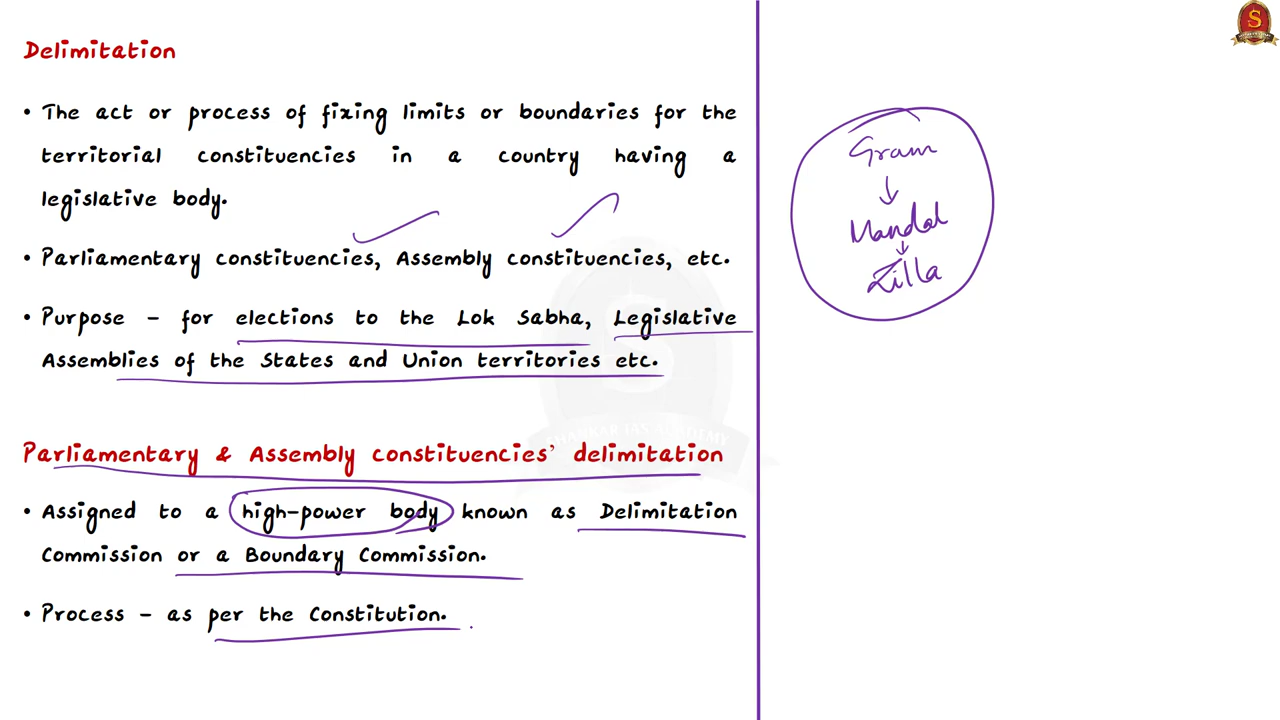 Delimitation
• The act or process of fixing limits or boundaries for the
territorial constituencies in a country having a
legislative body.
• Parliamentary constituencies, Assembly constituencies, etc.
• Purpose – for elections to the Lok Sabha, Legislative
Assemblies of the States and Union territories etc.
Parliamentary & Assembly constituencies' delimitation
• Assigned to a high-power body known as Delimitation
Commission or a Boundary Commission.
• Process – as per the Constitution.
Gram
↓
Mandal
↓
Zilla
S
S
SHANKAR IAS ACADEMY